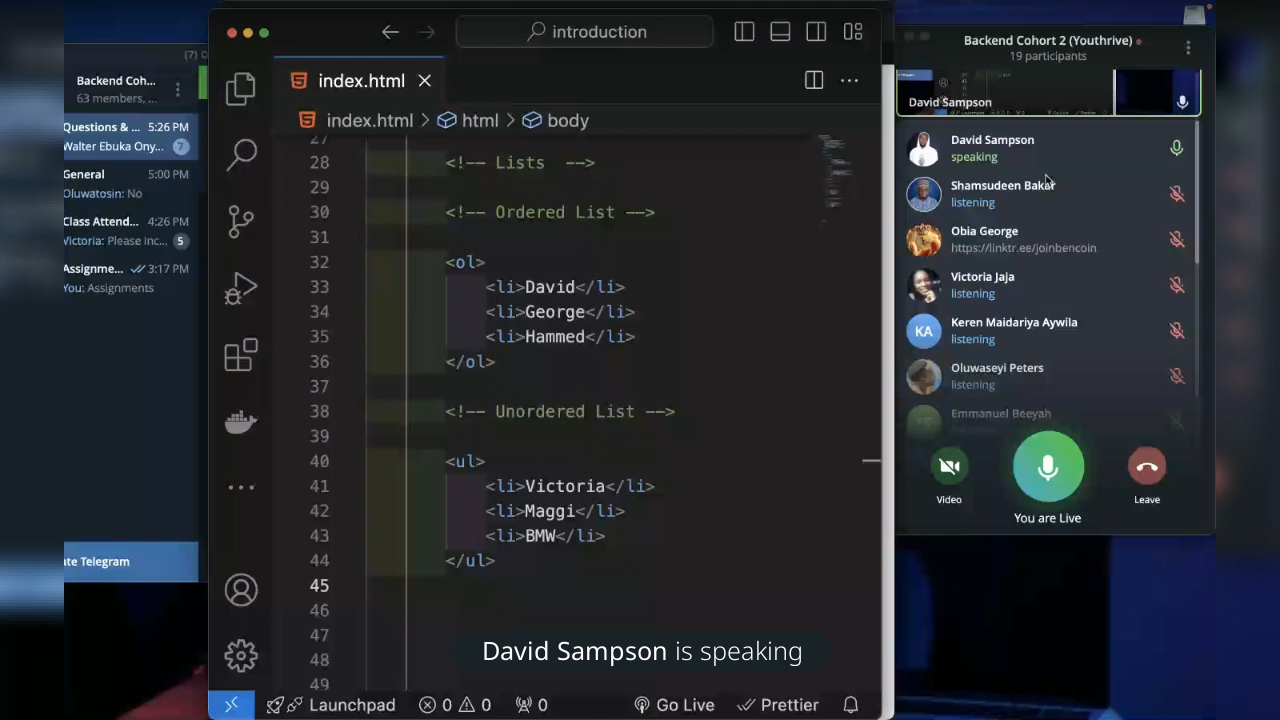 (7)
Backend Coh...
63 members, ...
Questions & ... 5:26 PM
Walter Ebuka Ony... 7
General 5:00 PM
Oluwatosin: No
Class Attend... 4:26 PM
Victoria: Please inc... 5
Assignme... 3:17 PM
You: Assignments
ate Telegram
introduction
index.html
index.html > html > body
27
28 <!-- Lists -->
29
30 <!-- Ordered List -->
31
32 <ol>
33 <li>David</li>
34 <li>George</li>
35 <li>Hammed</li>
36 </ol>
37
38 <!-- Unordered List -->
39
40 <ul>
41 <li>Victoria</li>
42 <li>Maggi</li>
43 <li>BMW</li>
44 </ul>
45
46
47
48
49
David Sampson is speaking
Launchpad 0 0 0 Go Live Prettier
Backend Cohort 2 (Youthrive)
19 participants
David Sampson
David Sampson
speaking
Shamsudeen Bakar
listening
Obia George
https://linktr.ee/joinbencoin
Victoria Jaja
listening
KA
Keren Maidariya Aywila
listening
Oluwaseyi Peters
listening
Emmanuel Beeyah
Video
Leave
You are Live